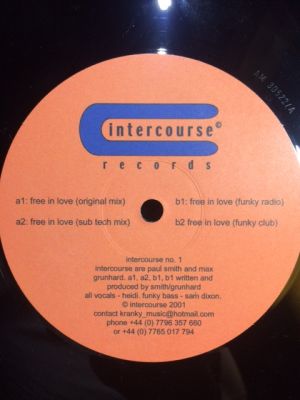 intercourse©
records
a1: free in love (original mix)
b1: free in love (funky radio)
a2: free in love (sub tech mix)
b2 free in love (funky club)
intercourse no. 1
intercourse are paul smith and max
grunhard. a1, a2, b1, b1 written and
produced by smith/grunhard
all vocals - heidi. funky bass - sam dixon.
© intercourse 2001
contact kranky_music@hotmail.com
phone +44 (0) 7796 357 660
or +44 (0) 7765 017 794